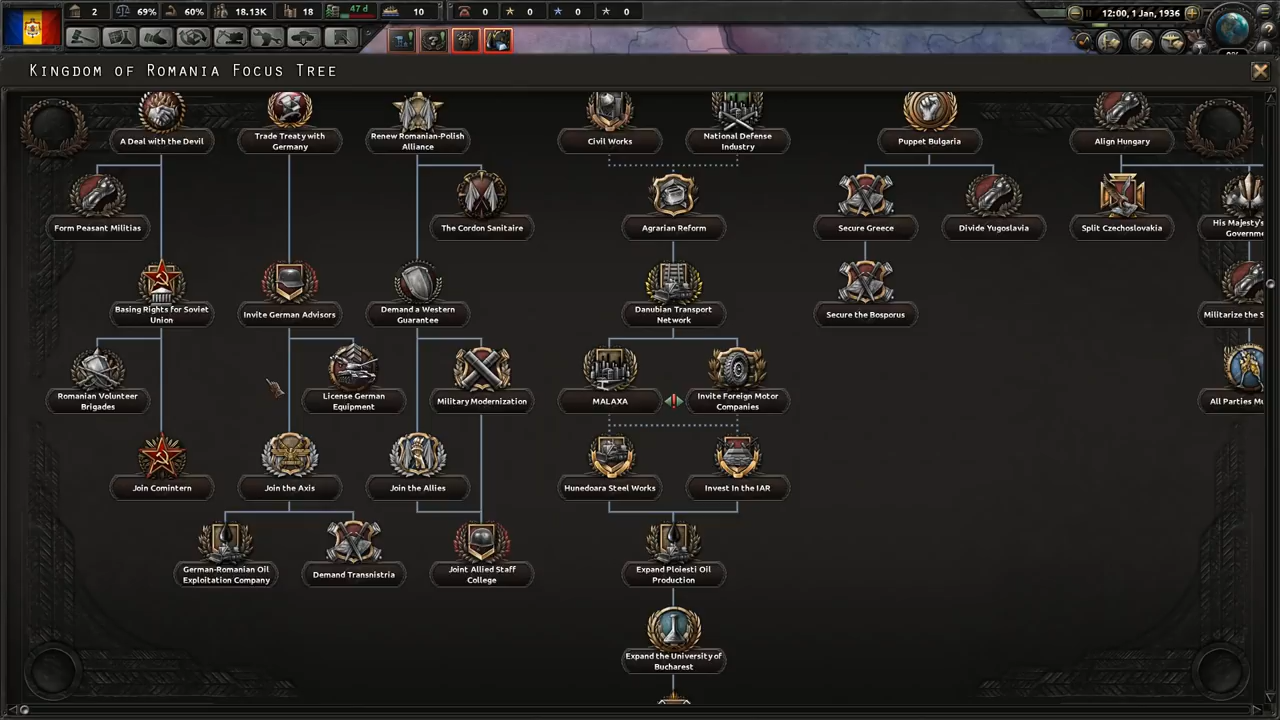 2
69%
60%
18.13K
18
47 d
10
0
0
0
0
12:00, 1 Jan, 1936
Kingdom of Romania Focus Tree
A Deal with the Devil
Trade Treaty with
Germany
Renew Romanian-Polish
Alliance
Civil Works
National Defense
Industry
Puppet Bulgaria
Align Hungary
Form Peasant Militias
The Cordon Sanitaire
Agrarian Reform
Secure Greece
Divide Yugoslavia
Split Czechoslovakia
His Majesty's
Governme
Basing Rights for Soviet
Union
Invite German Advisors
Demand a Western
Guarantee
Danubian Transport
Network
Secure the Bosporus
Militarize the S
Romanian Volunteer
Brigades
License German
Equipment
Military Modernization
MALAXA
Invite Foreign Motor
Companies
All Parties Mu
Join Comintern
Join the Axis
Join the Allies
Hunedoara Steel Works
Invest In the IAR
German-Romanian Oil
Exploitation Company
Demand Transnistria
Joint Allied Staff
College
Expand Ploiesti Oil
Production
Expand the University of
Bucharest